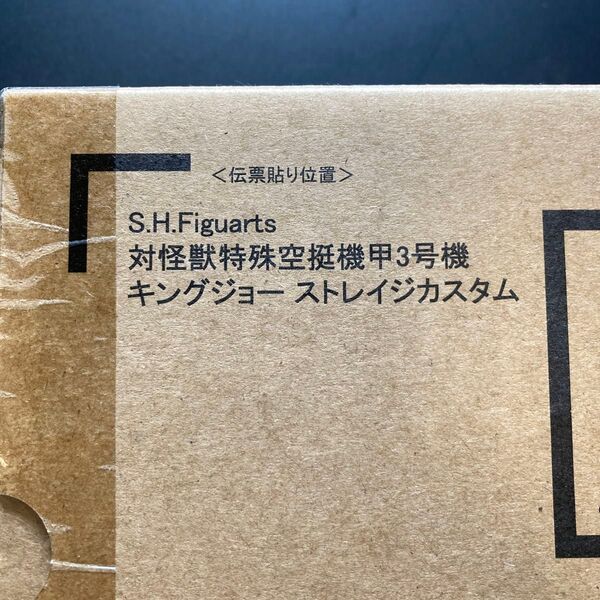 ＜伝票貼り位置＞
S.H.Figuarts
対怪獣特殊空挺機甲3号機
キングジョー ストレイジカスタム